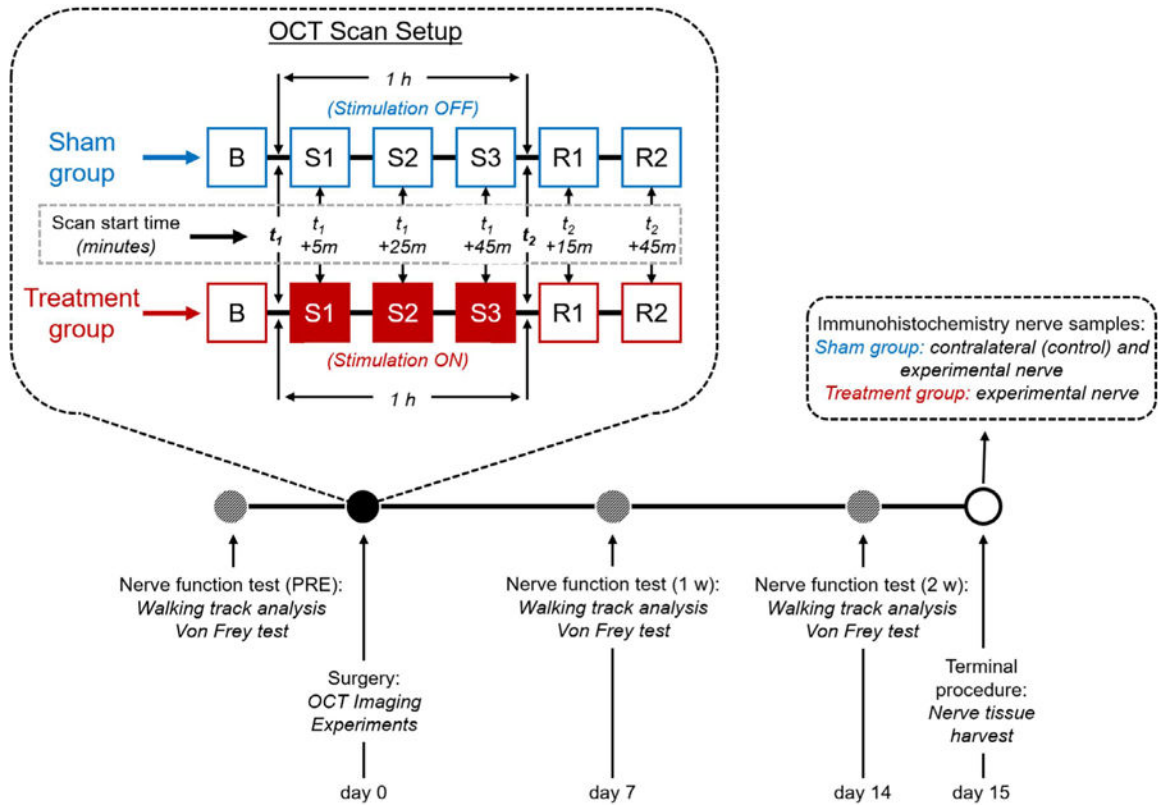 OCT Scan Setup
1 h
(Stimulation OFF)
Sham
group
B
S1
S2
S3
R1
R2
Scan start time
(minutes)
t1
t1
+5m
t1
+25m
t1
+45m
t2
t2
+15m
t2
+45m
Treatment
group
B
S1
S2
S3
R1
R2
(Stimulation ON)
1 h
Immunohistochemistry nerve samples:
Sham group: contralateral (control) and
experimental nerve
Treatment group: experimental nerve
Nerve function test (PRE):
Walking track analysis
Von Frey test
Surgery:
OCT Imaging
Experiments
Nerve function test (1 w):
Walking track analysis
Von Frey test
Nerve function test (2 w):
Walking track analysis
Von Frey test
Terminal
procedure:
Nerve tissue
harvest
day 0
day 7
day 14
day 15